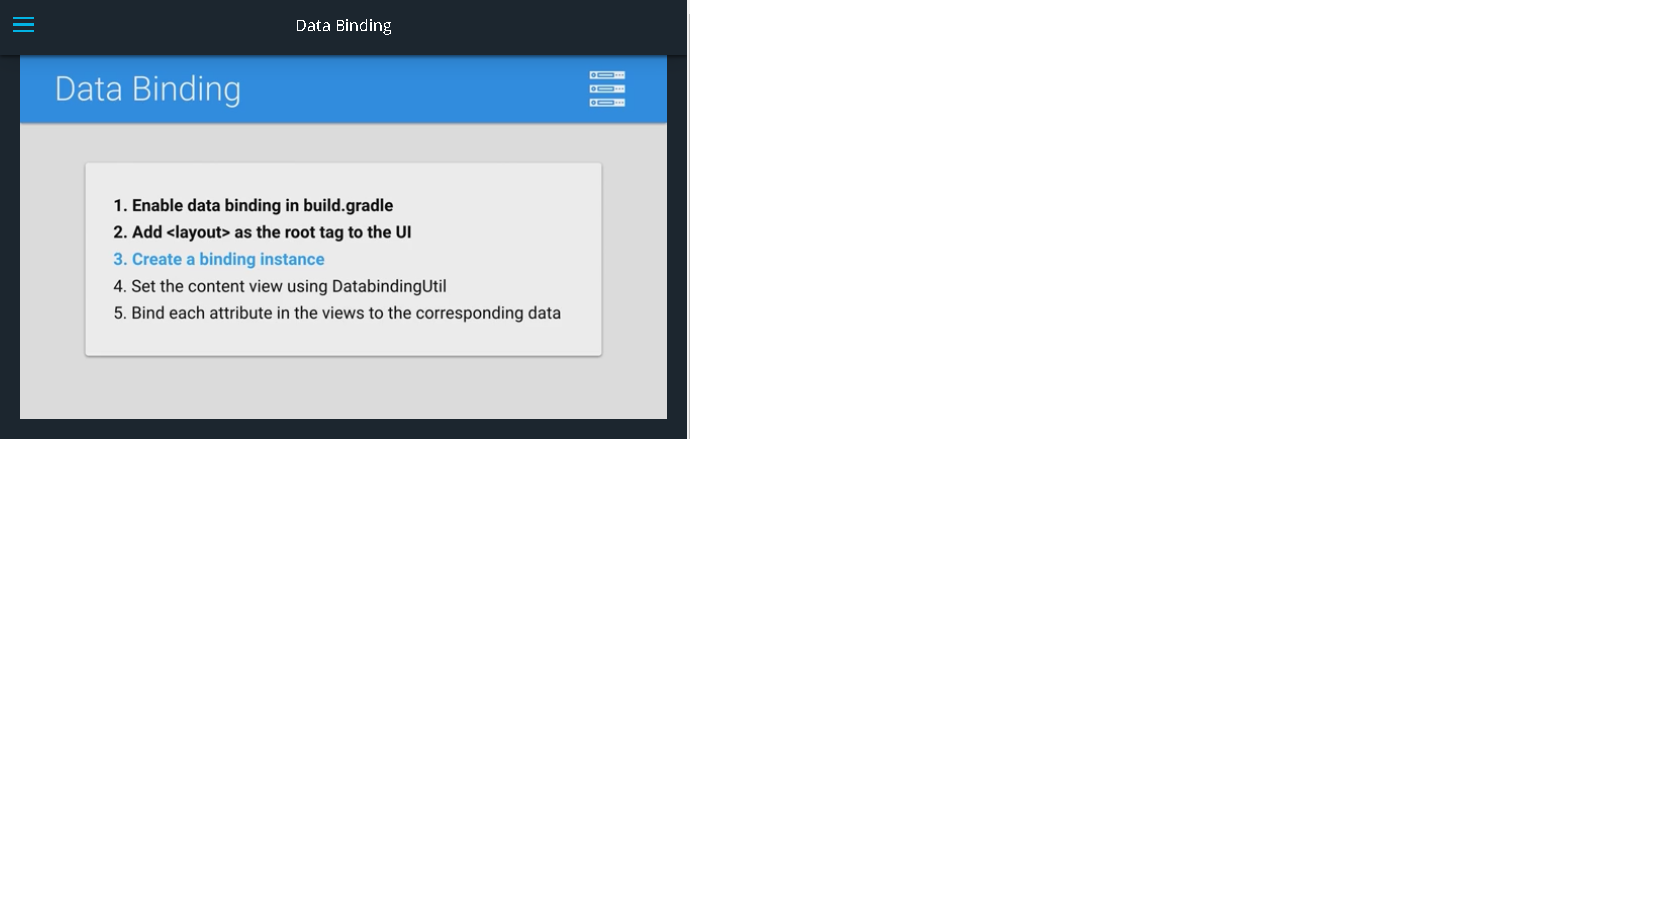 Data Binding
Data Binding
1. Enable data binding in build.gradle
2. Add <layout> as the root tag to the UI
3. Create a binding instance
4. Set the content view using DatabindingUtil
5. Bind each attribute in the views to the corresponding data